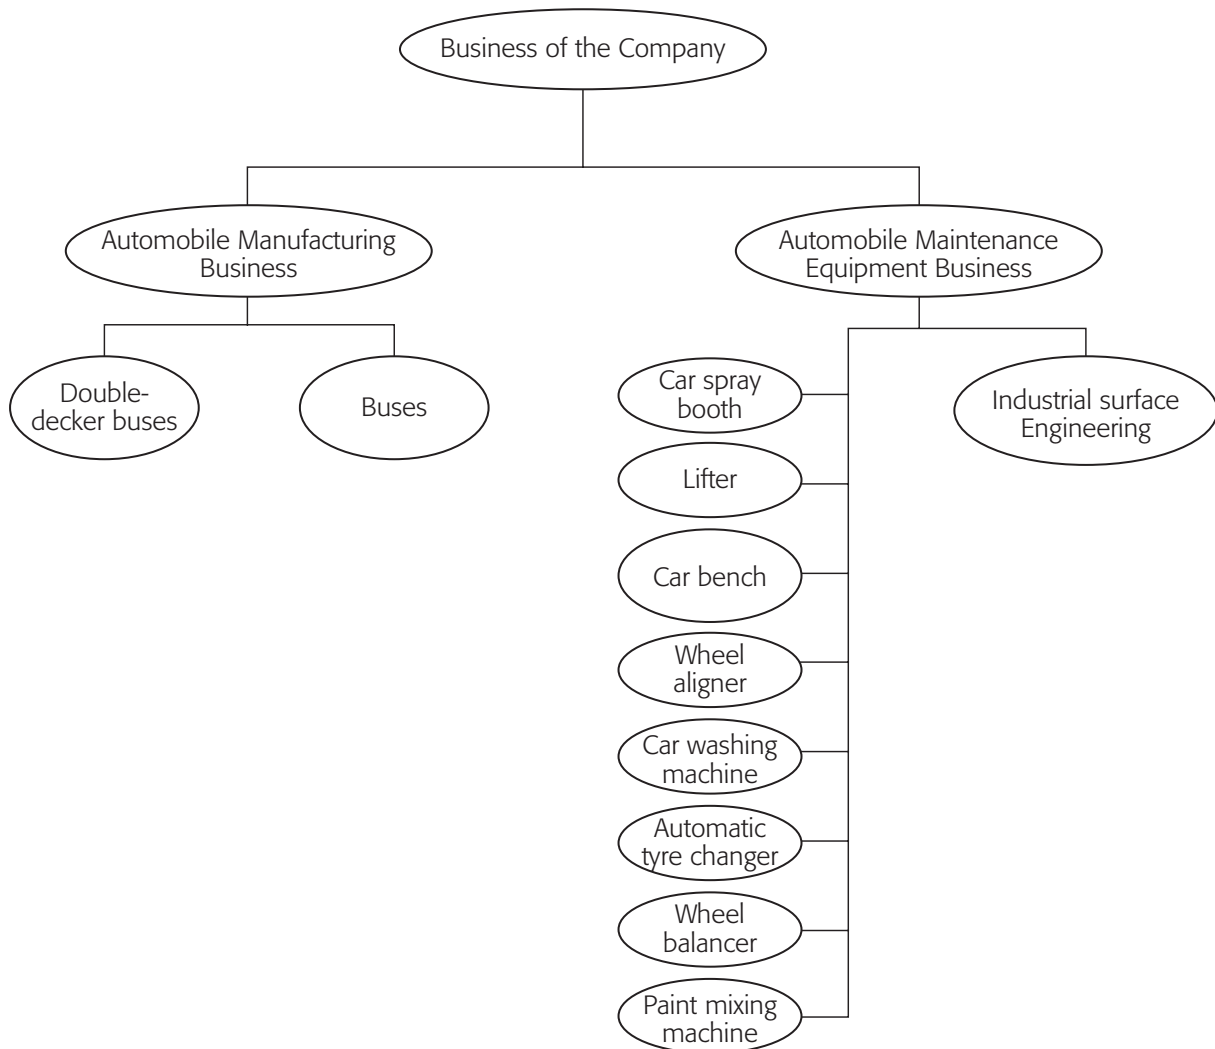 Business of the Company
Automobile Manufacturing
Business
Automobile Maintenance
Equipment Business
Double-
decker buses
Buses
Car spray
booth
Industrial surface
Engineering
Lifter
Car bench
Wheel
aligner
Car washing
machine
Automatic
tyre changer
Wheel
balancer
Paint mixing
machine